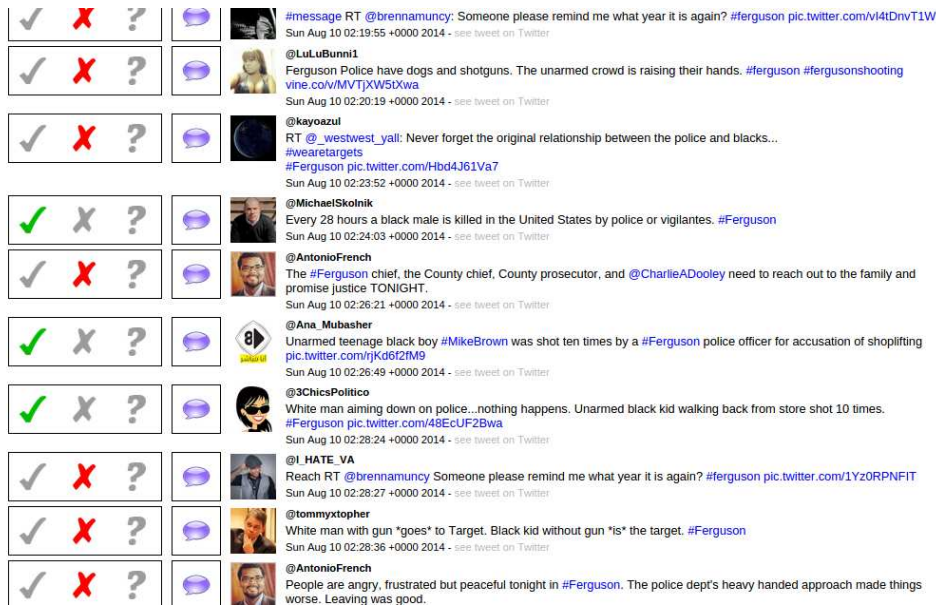 #message RT @brennamuncy: Someone please remind me what year it is again? #ferguson pic.twitter.com/vI4tDnvT1W
Sun Aug 10 02:19:55 +0000 2014 - see tweet on Twitter
@LuLuBunni1
Ferguson Police have dogs and shotguns. The unarmed crowd is raising their hands. #ferguson #fergusonshooting
vine.co/v/MVTjXW5tXwa
Sun Aug 10 02:20:19 +0000 2014 - see tweet on Twitter
@kayoazul
RT @_westwest_yall: Never forget the original relationship between the police and blacks...
#wearetargets
#Ferguson pic.twitter.com/Hbd4J61Va7
Sun Aug 10 02:23:52 +0000 2014 - see tweet on Twitter
@MichaelSkolnik
Every 28 hours a black male is killed in the United States by police or vigilantes. #Ferguson
Sun Aug 10 02:24:03 +0000 2014 - see tweet on Twitter
@AntonioFrench
The #Ferguson chief, the County chief, County prosecutor, and @CharlieADooley need to reach out to the family and
promise justice TONIGHT.
Sun Aug 10 02:26:21 +0000 2014 - see tweet on Twitter
@Ana_Mubasher
Unarmed teenage black boy #MikeBrown was shot ten times by a #Ferguson police officer for accusation of shoplifting
pic.twitter.com/rjKd6f2fM9
Sun Aug 10 02:26:49 +0000 2014 - see tweet on Twitter
@3ChicsPolitico
White man aiming down on police...nothing happens. Unarmed black kid walking back from store shot 10 times.
#Ferguson pic.twitter.com/48EcUF2Bwa
Sun Aug 10 02:28:24 +0000 2014 - see tweet on Twitter
@I_HATE_VA
Reach RT @brennamuncy Someone please remind me what year it is again? #ferguson pic.twitter.com/1Yz0RPNFIT
Sun Aug 10 02:28:27 +0000 2014 - see tweet on Twitter
@tommyxtopher
White man with gun *goes* to Target. Black kid without gun *is* the target. #Ferguson
Sun Aug 10 02:28:36 +0000 2014 - see tweet on Twitter
@AntonioFrench
People are angry, frustrated but peaceful tonight in #Ferguson. The police dept's heavy handed approach made things
worse. Leaving was good.